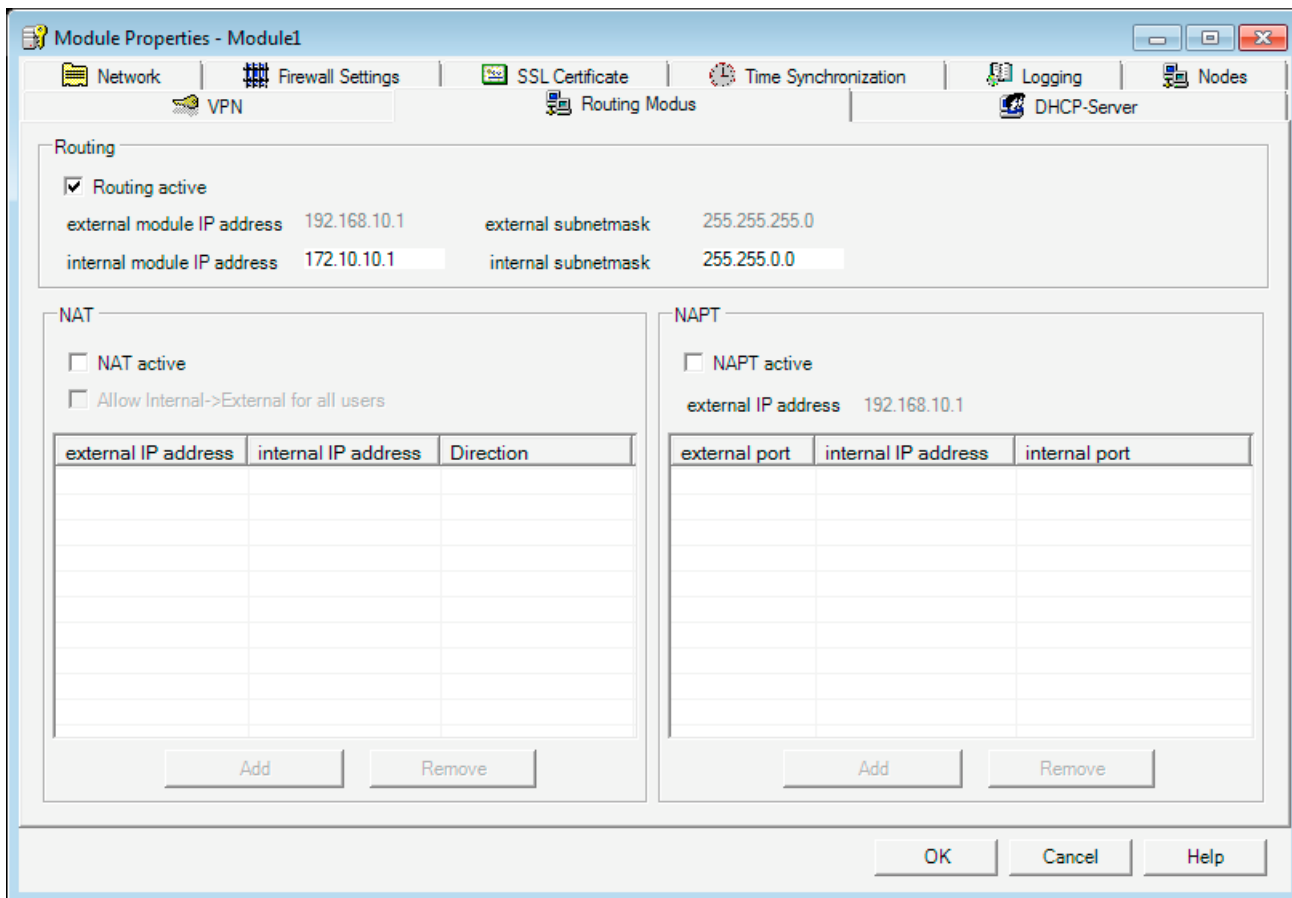 Module Properties - Module1
Network Firewall Settings SSL Certificate Time Synchronization Logging Nodes
VPN Routing Modus DHCP-Server
Routing
Routing active
external module IP address 192.168.10.1 external subnetmask 255.255.255.0
internal module IP address 172.10.10.1 internal subnetmask 255.255.0.0
NAT NAPT
NAT active NAPT active
Allow Internal->External for all users
external IP address 192.168.10.1
external IP address internal IP address Direction external port internal IP address internal port
Add Remove Add Remove
OK Cancel Help